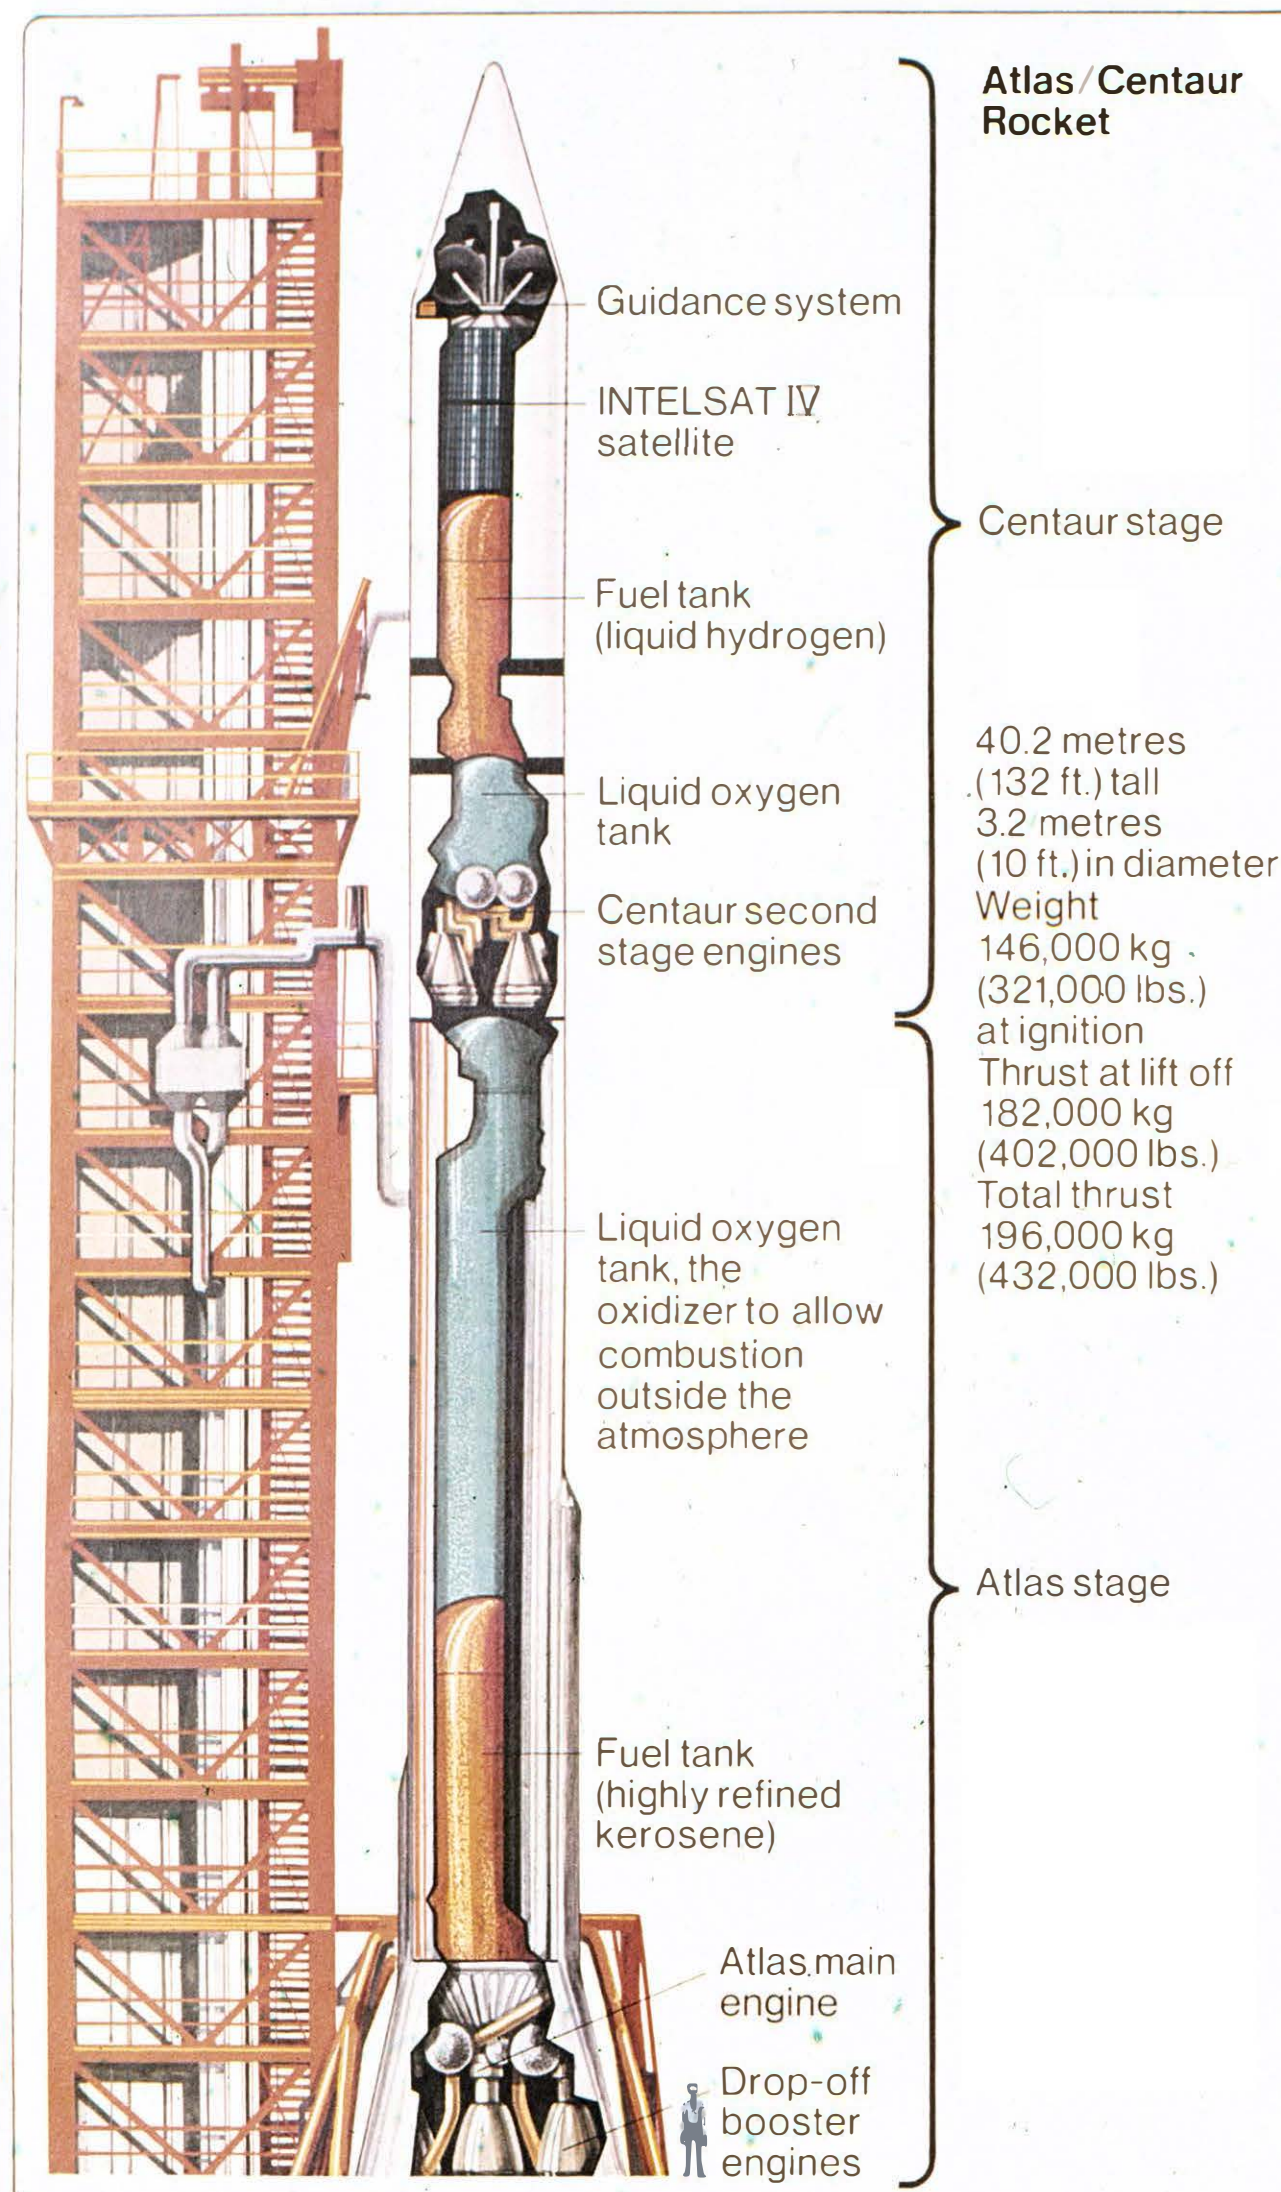 Atlas/Centaur
Rocket
Guidance system
INTELSAT IV
satellite
Centaur stage
Fuel tank
(liquid hydrogen)
40.2 metres
(132 ft.) tall
3.2 metres
(10 ft.) in diameter
Weight
146,000 kg
(321,000 lbs.)
at ignition
Thrust at lift off
182,000 kg
(402,000 lbs.)
Total thrust
196,000 kg
(432,000 lbs.)
Liquid oxygen
tank
Centaur second
stage engines
Liquid oxygen
tank, the
oxidizer to allow
combustion
outside the
atmosphere
Atlas stage
Fuel tank
(highly refined
kerosene)
Atlas main
engine
Drop-off
booster
engines